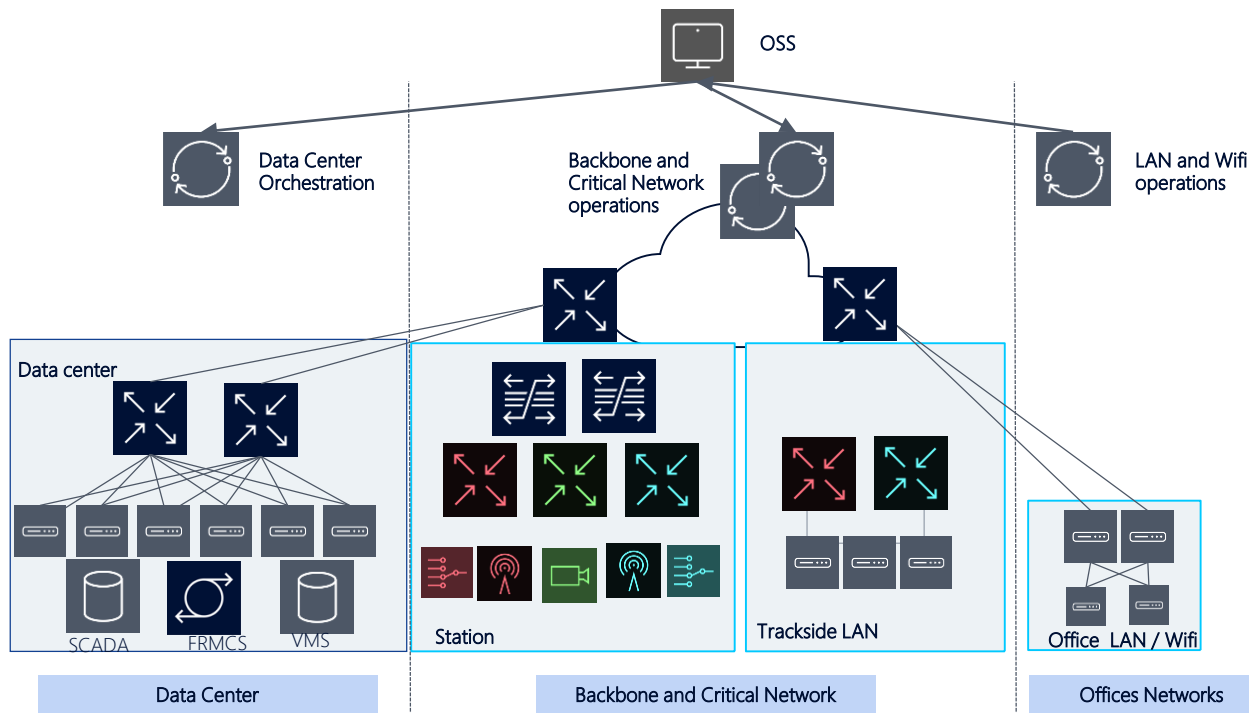 OSS
Data Center
Orchestration
Backbone and
Critical Network
operations
LAN and Wifi
operations
Data center
SCADA
FRMCS
VMS
Station
Trackside LAN
Office LAN / Wifi
Data Center
Backbone and Critical Network
Offices Networks